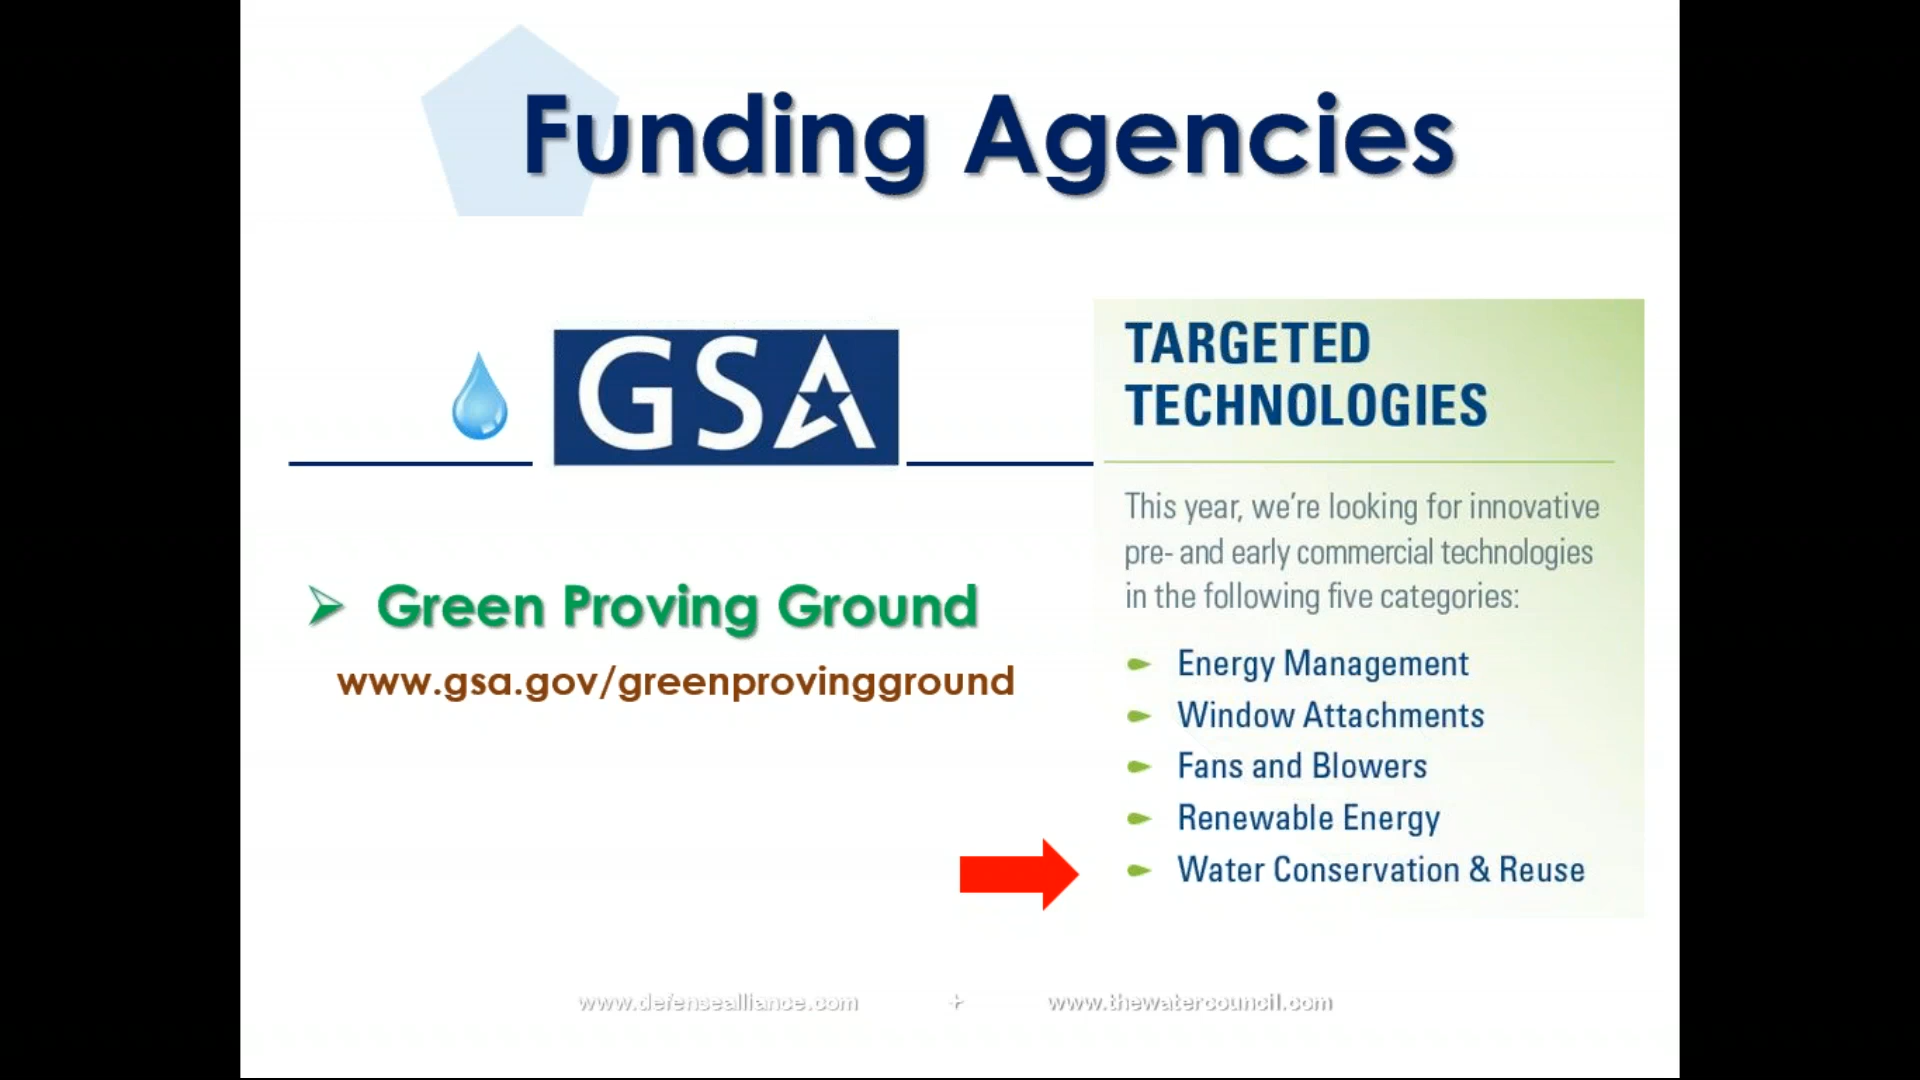 Funding Agencies
GSA
Green Proving Ground
www.gsa.gov/greenprovingground
TARGETED
TECHNOLOGIES
This year, we're looking for innovative
pre- and early commercial technologies
in the following five categories:
Energy Management
Window Attachments
Fans and Blowers
Renewable Energy
Water Conservation & Reuse
www.defensealliance.com + www.thewatercouncil.com